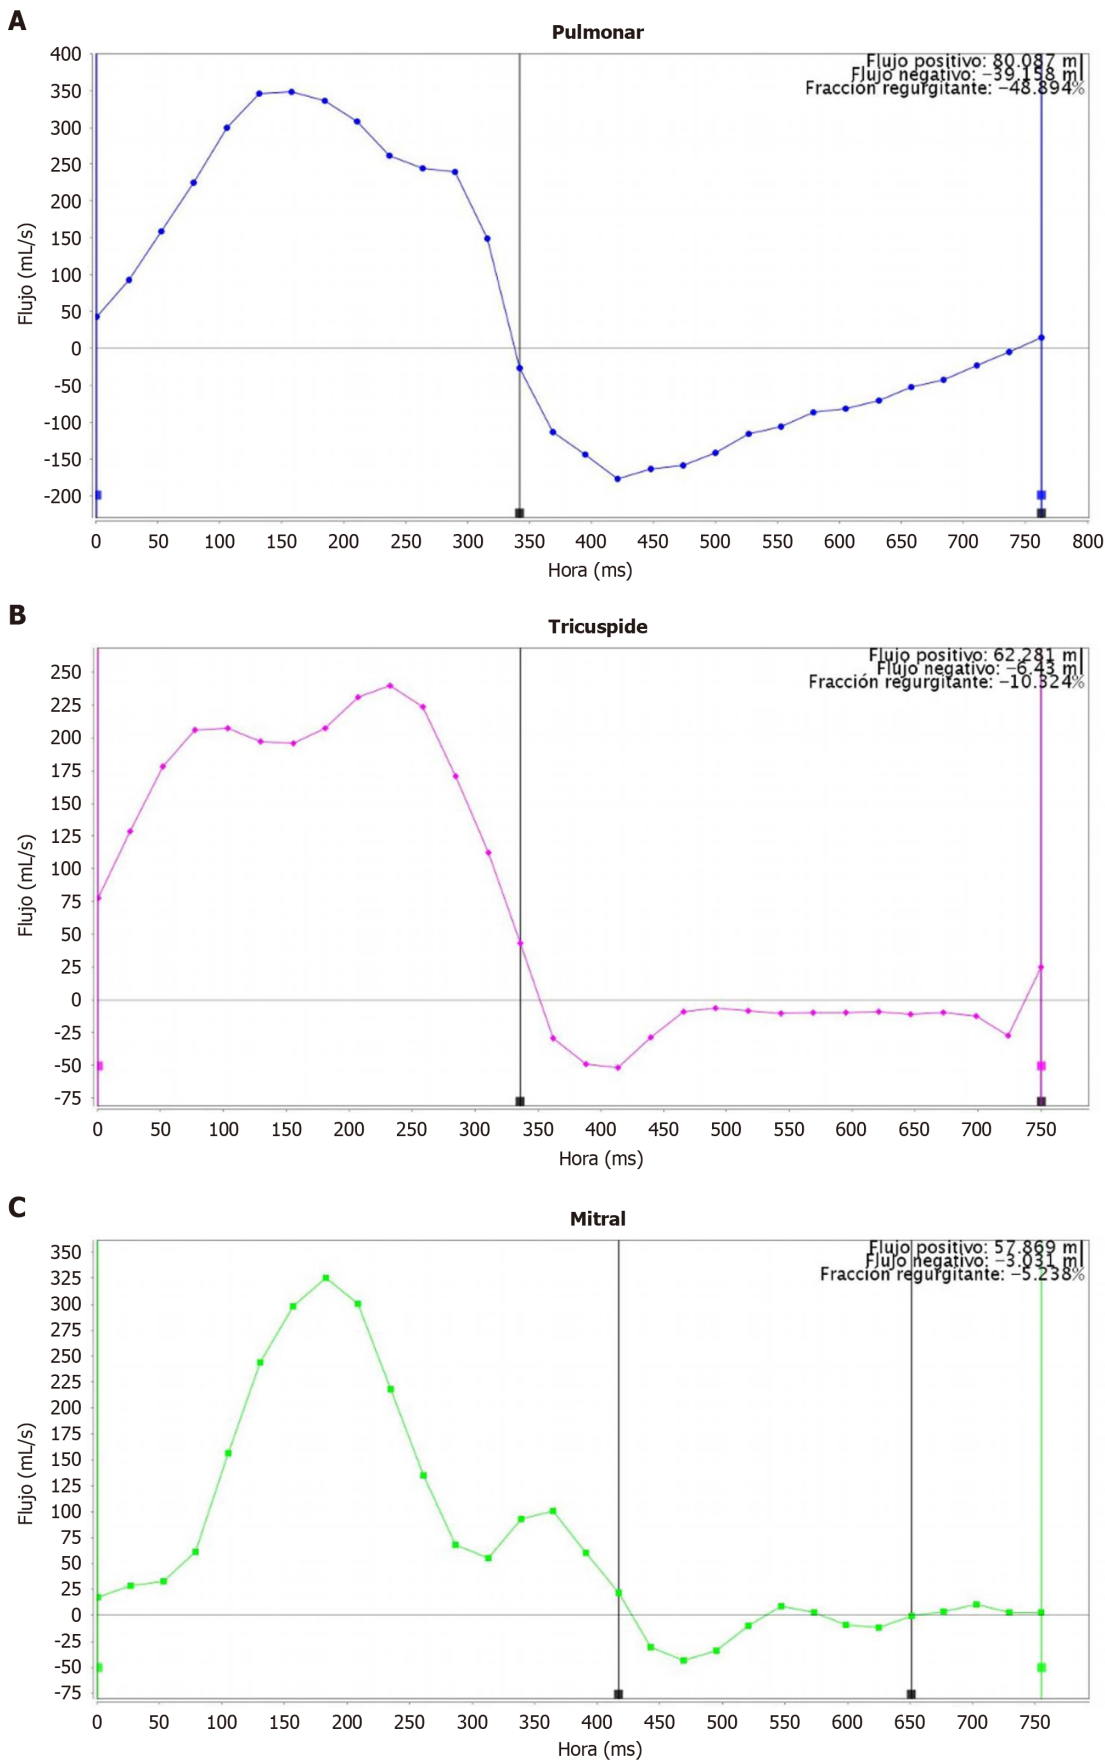 A
Pulmonar
Flujo positivo: 80.087 ml
Flujo negativo: −39.158 ml
Fracción regurgitante: −48.894%
400
350
300
250
200
150
100
50
0
-50
-100
-150
-200
Flujo (mL/s)
0 50 100 150 200 250 300 350 400 450 500 550 600 650 700 750 800
Hora (ms)
B
Tricuspide
Flujo positivo: 62.281 ml
Flujo negativo: −6.43 ml
Fracción regurgitante: −10.324%
250
225
200
175
150
125
100
75
50
25
0
-25
-50
-75
Flujo (mL/s)
0 50 100 150 200 250 300 350 400 450 500 550 600 650 700 750
Hora (ms)
C
Mitral
Flujo positivo: 57.869 ml
Flujo negativo: −3.031 ml
Fracción regurgitante: −5.238%
350
325
300
275
250
225
200
175
150
125
100
75
50
25
0
-25
-50
-75
Flujo (mL/s)
0 50 100 150 200 250 300 350 400 450 500 550 600 650 700 750
Hora (ms)